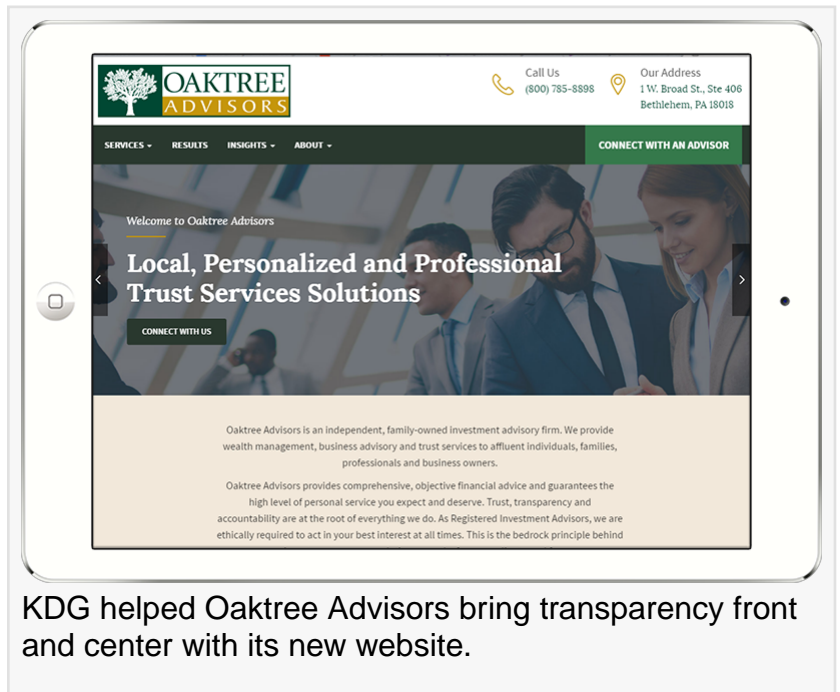 OAKTREE
ADVISORS
Call Us
(800) 785-8898
Our Address
1 W. Broad St., Ste 406
Bethlehem, PA 18018
SERVICES
RESULTS
INSIGHTS
ABOUT
CONNECT WITH AN ADVISOR
Welcome to Oaktree Advisors
Local, Personalized and Professional
Trust Services Solutions
CONNECT WITH US
Oaktree Advisors is an independent, family-owned investment advisory firm. We provide
wealth management, business advisory and trust services to affluent individuals, families,
professionals and business owners.
Oaktree Advisors provides comprehensive, objective financial advice and guarantees the
high level of personal service you expect and deserve. Trust, transparency and
accountability are at the root of everything we do. As Registered Investment Advisors, we are
ethically required to act in your best interest at all times. This is the bedrock principle behind
KDG helped Oaktree Advisors bring transparency front
and center with its new website.